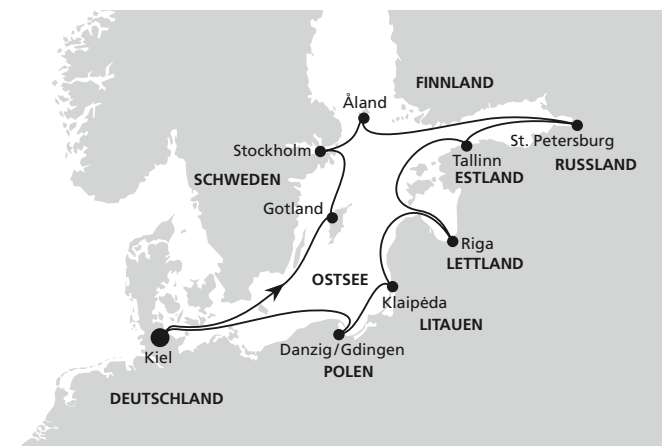 FINNLAND
Åland
St. Petersburg
Stockholm
Tallinn
RUSSLAND
ESTLAND
SCHWEDEN
Gotland
Riga
LETTLAND
OSTSEE
Klaipėda
LITAUEN
Kiel
Danzig/Gdingen
POLEN
DEUTSCHLAND